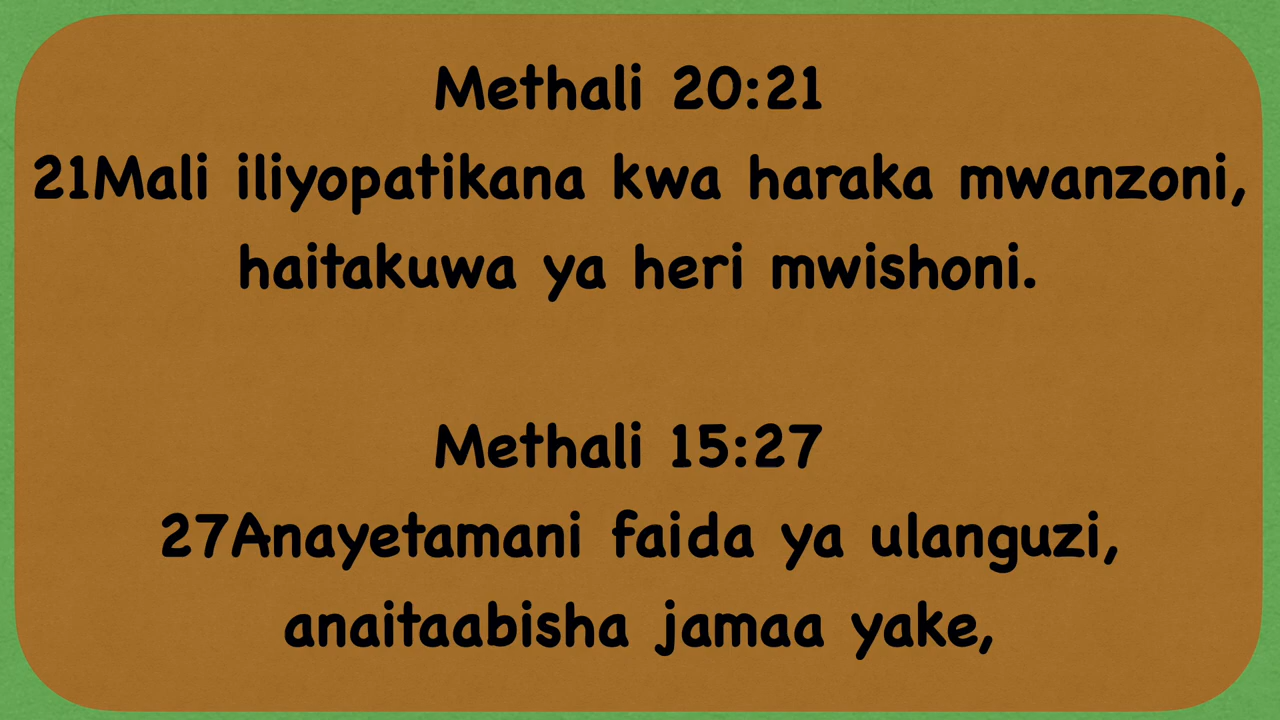 Methali 20:21
21Mali iliyopatikana kwa haraka mwanzoni,
haitakuwa ya heri mwishoni.
Methali 15:27
27Anayetamani faida ya ulanguzi,
anaitaabisha jamaa yake,